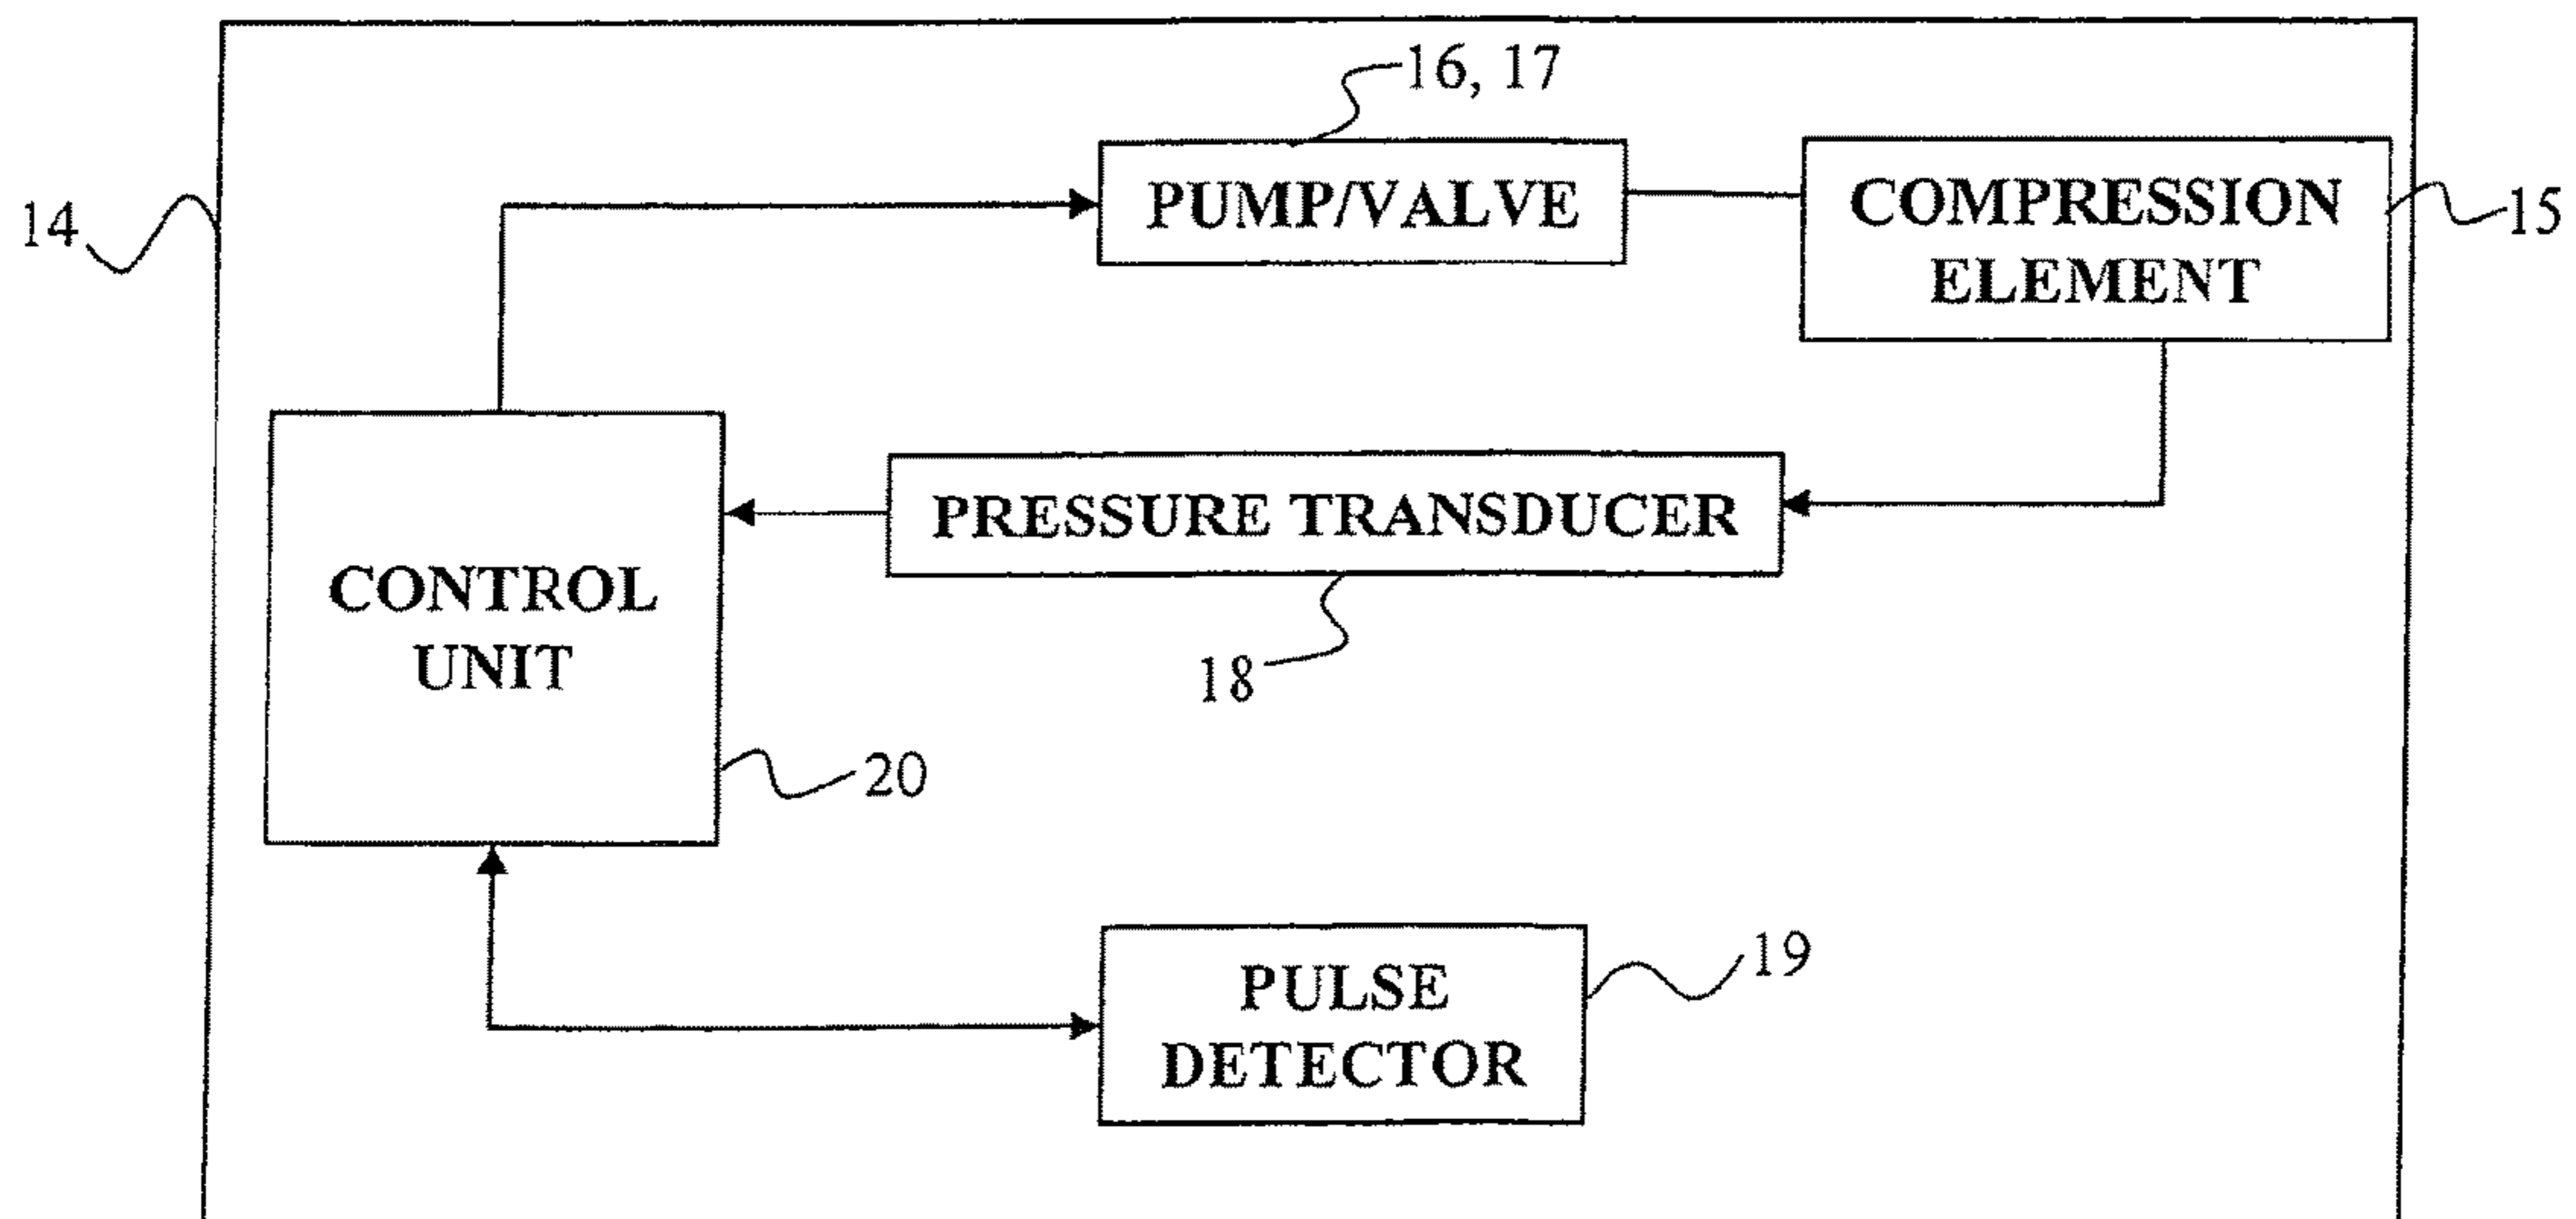 16, 17
PUMP/VALVE
COMPRESSION
ELEMENT
14
15
PRESSURE TRANSDUCER
CONTROL
UNIT
18
20
PULSE
DETECTOR
19